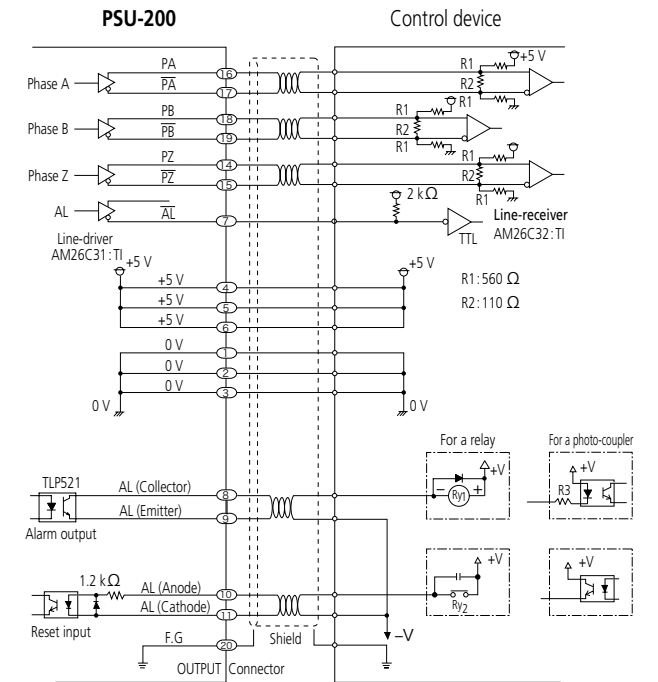 PSU-200
Control device
Phase A
PA
PA
16
17
R1
+5 V
R2
Phase B
PB
PB
18
19
R1
R1
R2
R1
Phase Z
PZ
PZ
14
15
R1
R2
R1
AL
AL
7
2 kΩ
TTL
Line-receiver
AM26C32:TI
Line-driver
AM26C31:TI
+5 V
+5 V
+5 V
4
+5 V
5
+5 V
6
R1:560 Ω
R2:110 Ω
0 V
1
0 V
2
0 V
3
0 V
0 V
For a relay
For a photo-coupler
TLP521
AL (Collector)
8
AL (Emitter)
9
Alarm output
+V
− +
Ry1
+V
R3
1.2 kΩ
AL (Anode)
10
AL (Cathode)
11
Reset input
+V
Ry2
+V
F.G
20
Shield
−V
OUTPUT Connector